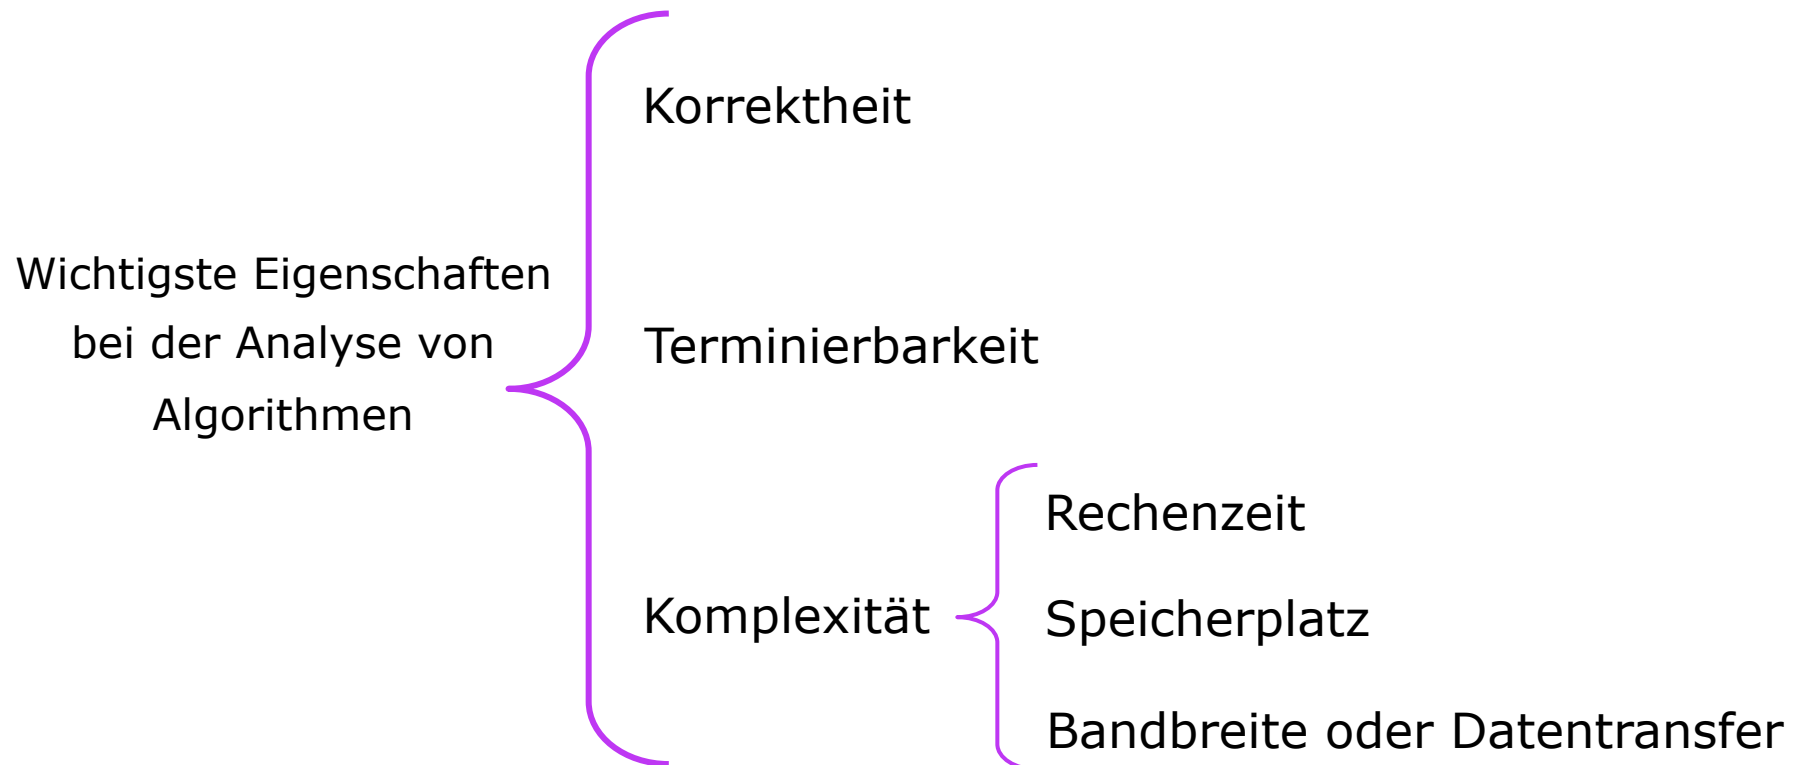 Wichtigste Eigenschaften
bei der Analyse von
Algorithmen
Korrektheit
Terminierbarkeit
Komplexität
Rechenzeit
Speicherplatz
Bandbreite oder Datentransfer